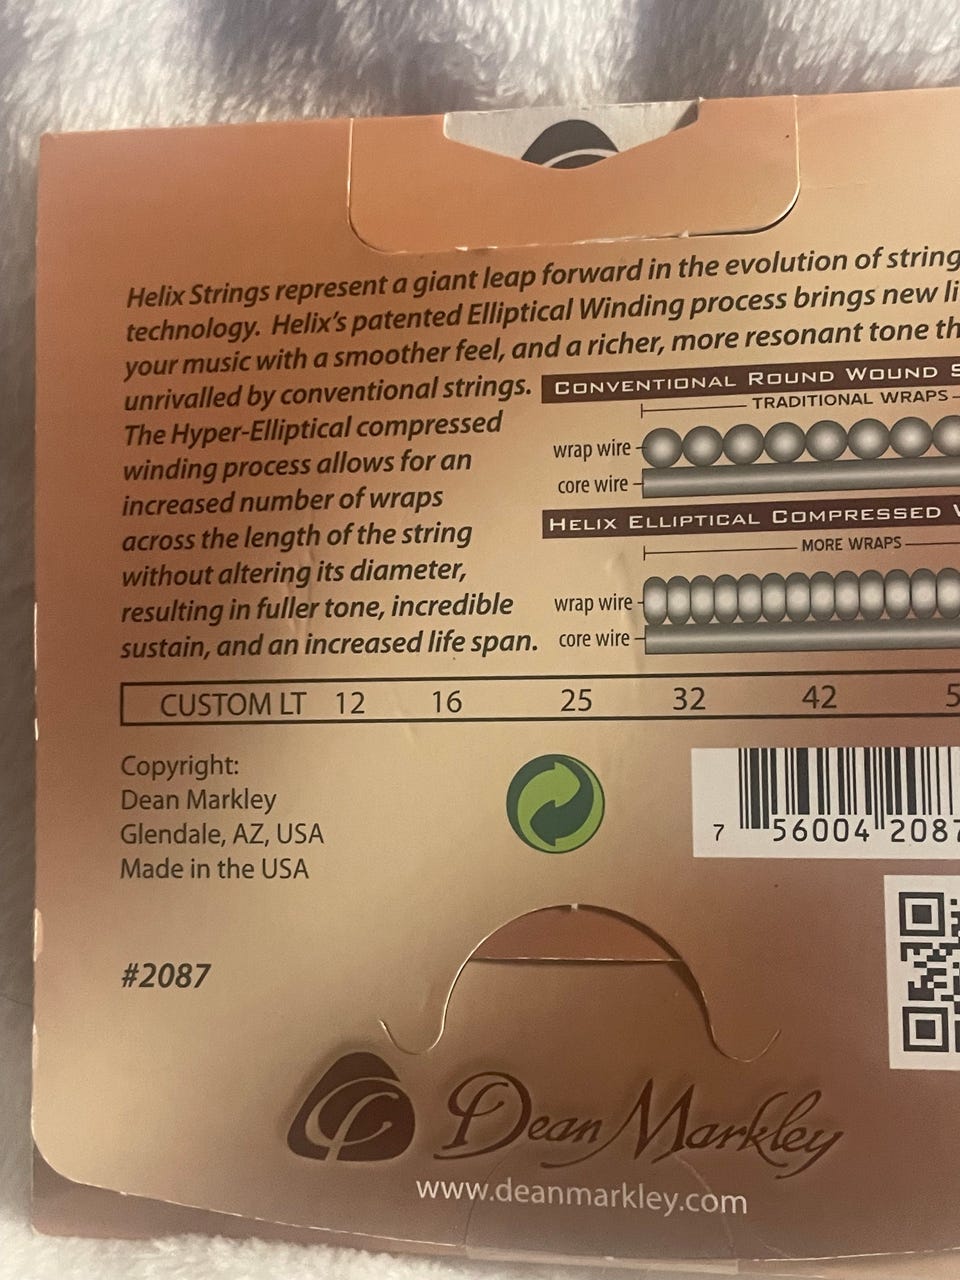 Helix Strings represent a giant leap forward in the evolution of string
technology. Helix's patented Elliptical Winding process brings new li
your music with a smoother feel, and a richer, more resonant tone th
unrivalled by conventional strings.
The Hyper-Elliptical compressed
winding process allows for an
increased number of wraps
across the length of the string
without altering its diameter,
resulting in fuller tone, incredible
sustain, and an increased life span.
CONVENTIONAL ROUND WOUND S
TRADITIONAL WRAPS
wrap wire
core wire
HELIX ELLIPTICAL COMPRESSED
MORE WRAPS
wrap wire
core wire
CUSTOM LT 12 16 25 32 42 5
Copyright:
Dean Markley
Glendale, AZ, USA
Made in the USA
7 56004 2087
#2087
Dean Markley
www.deanmarkley.com